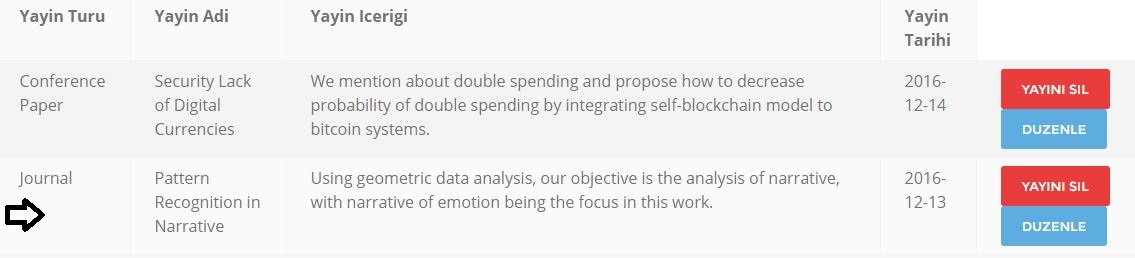 Yayin Turu
Yayin Adi
Yayin Icerigi
Yayin
Tarihi
Conference
Paper
Security Lack
of Digital
Currencies
We mention about double spending and propose how to decrease
probability of double spending by integrating self-blockchain model to
bitcoin systems.
2016-
12-14
YAYINI SIL
DUZENLE
Journal
Pattern
Recognition in
Narrative
Using geometric data analysis, our objective is the analysis of narrative,
with narrative of emotion being the focus in this work.
2016-
12-13
YAYINI SIL
DUZENLE